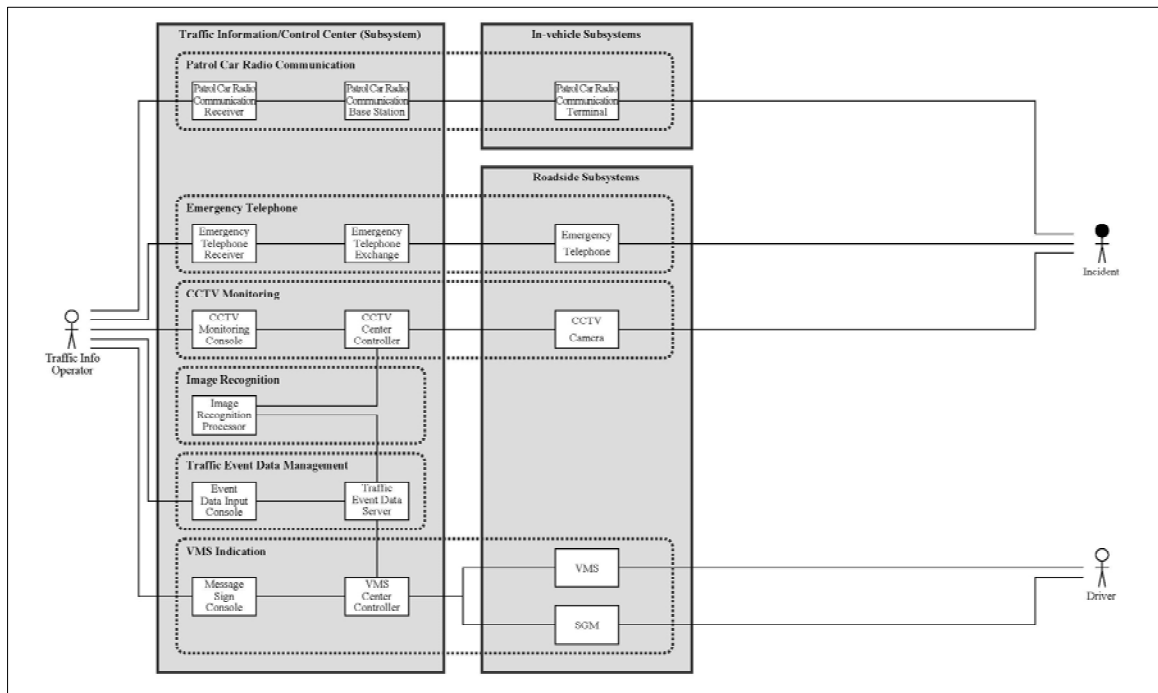 Traffic Information/Control Center (Subsystem)
In-vehicle Subsystems
Patrol Car Radio Communication
Patrol Car Radio
Communication
Receiver
Patrol Car Radio
Communication
Base Station
Patrol Car Radio
Communication
Terminal
Roadside Subsystems
Emergency Telephone
Emergency
Telephone
Receiver
Emergency
Telephone
Exchange
Emergency
Telephone
Incident
CCTV Monitoring
CCTV
Monitoring
Console
CCTV
Center
Controller
CCTV
Camera
Traffic Info
Operator
Image Recognition
Image
Recognition
Processor
Traffic Event Data Management
Event
Data Input
Console
Traffic
Event Data
Server
VMS Indication
Message
Sign
Console
VMS
Center
Controller
VMS
SGM
Driver